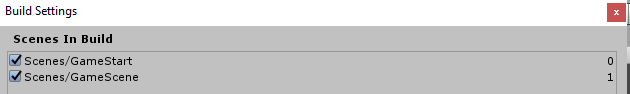 Build Settings
x
Scenes In Build
Scenes/GameStart 0
Scenes/GameScene 1